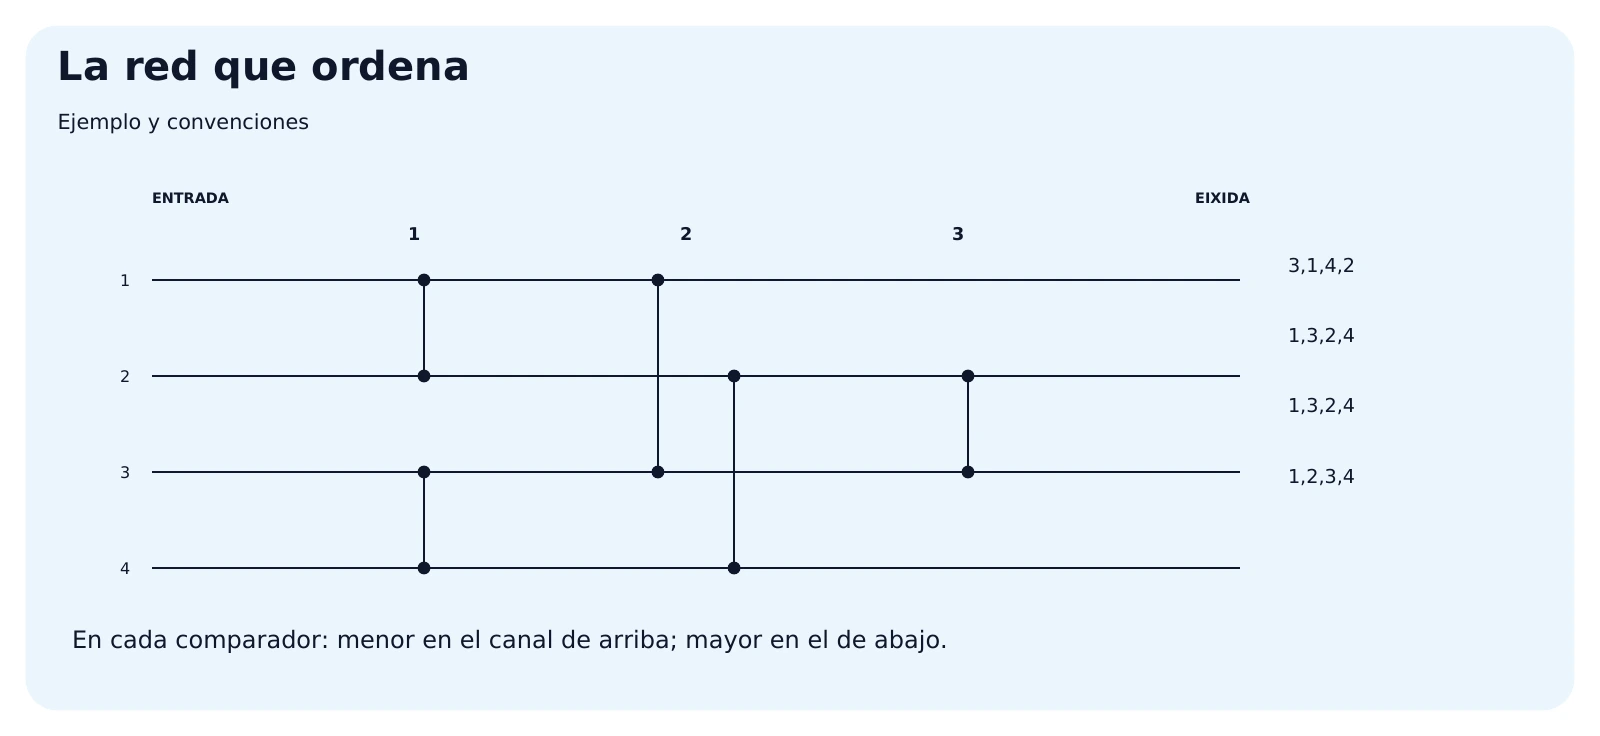 La red que ordena
Ejemplo y convenciones
ENTRADA
EIXIDA
1
2
3
1
3,1,4,2
1,3,2,4
2
1,3,2,4
3
1,2,3,4
4
En cada comparador: menor en el canal de arriba; mayor en el de abajo.